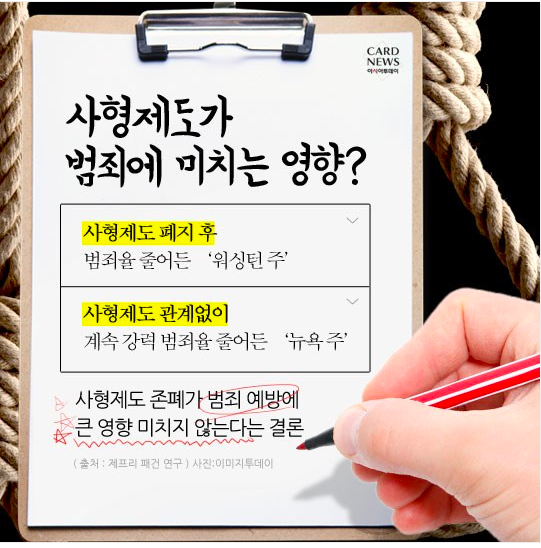 CARD
NEWS
아시아투데이
사형제도가
범죄에 미치는 영향?
사형제도 폐지 후
범죄율 줄어든 ‘워싱턴 주’
사형제도 관계없이
계속 강력 범죄율 줄어든 ‘뉴욕 주’
사형제도 존폐가 범죄 예방에
큰 영향 미치지 않는다는 결론
( 출처 : 제프리 패건 연구 ) 사진:이미지투데이